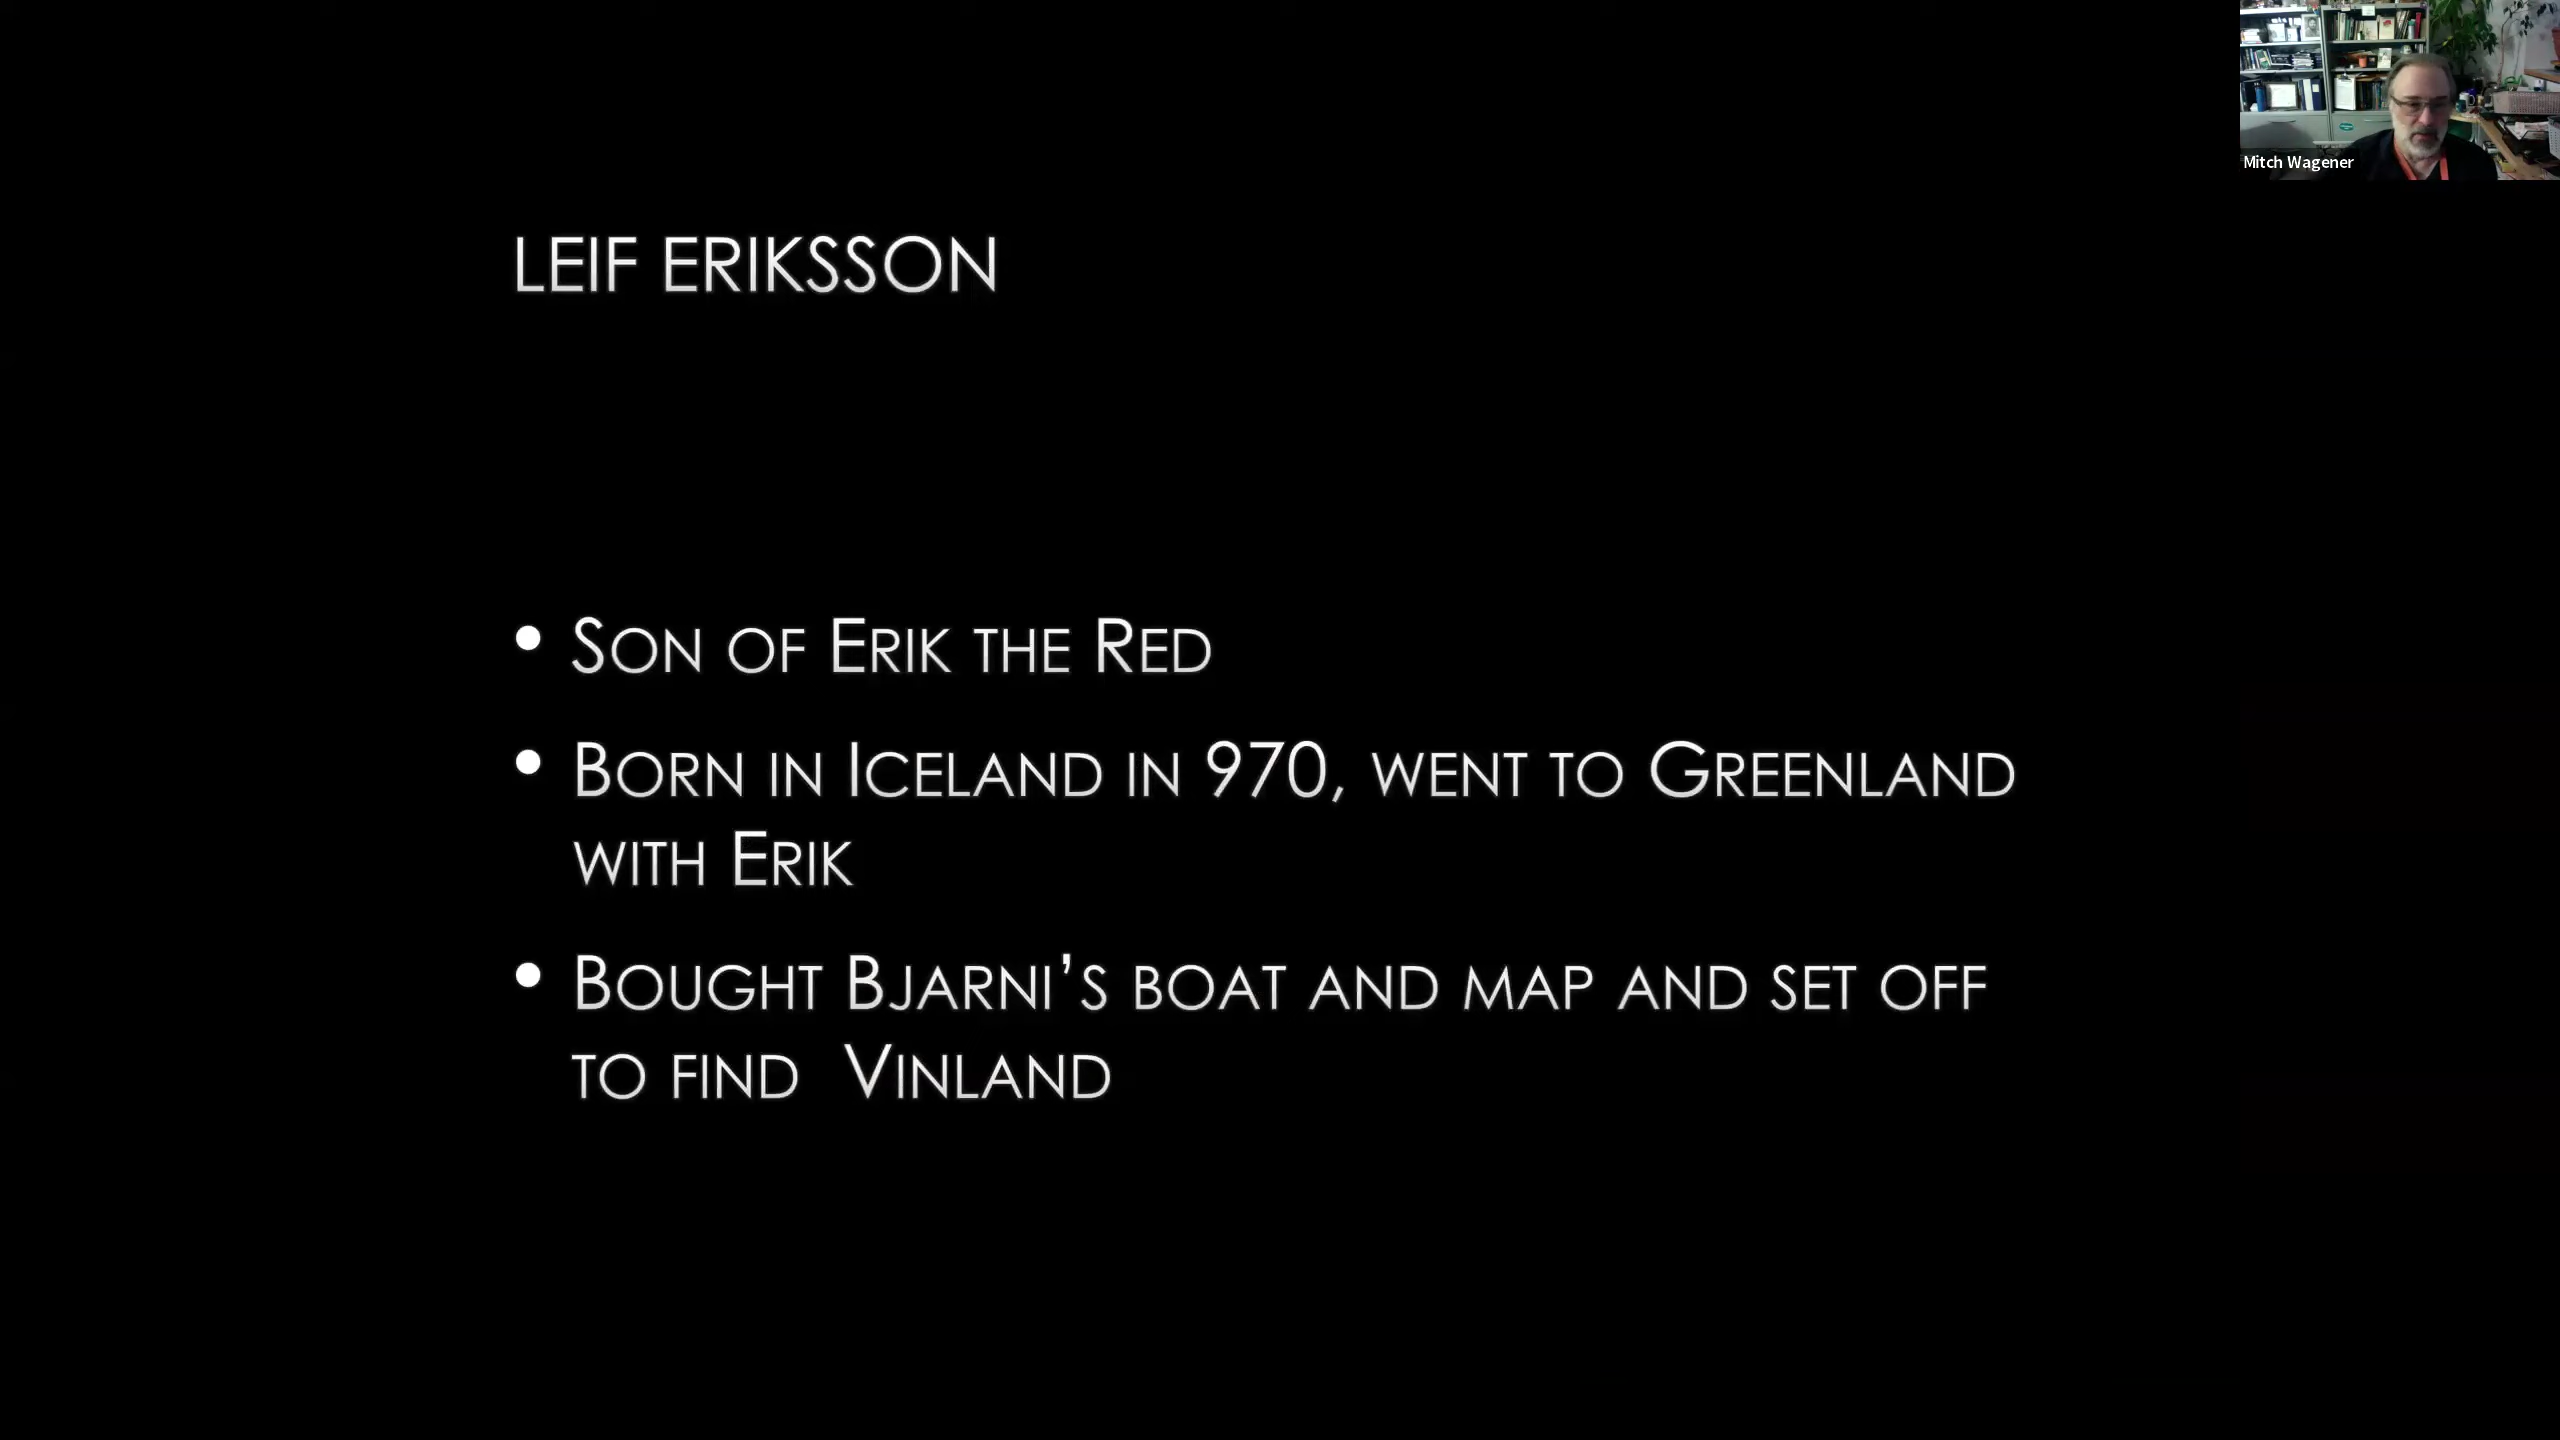 Mitch Wagener
LEIF ERIKSSON
• SON OF ERIK THE RED
• BORN IN ICELAND IN 970, WENT TO GREENLAND
WITH ERIK
• BOUGHT BJARNI’S BOAT AND MAP AND SET OFF
TO FIND  VINLAND